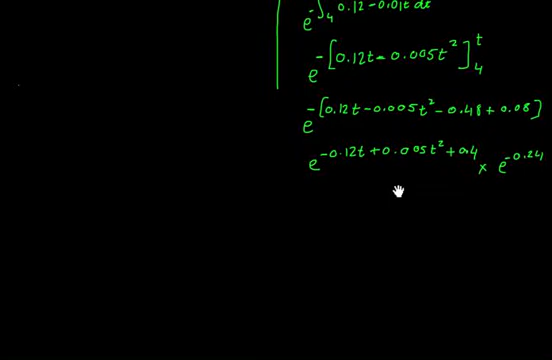 e^{-∫_4 0.12-0.01t dt}
e^{-[0.12t-0.005t^2]_4^t}
e^{-[0.12t-0.005t^2-0.48+0.08]}
e^{-0.12t+0.005t^2+0.4} × e^{-0.24}